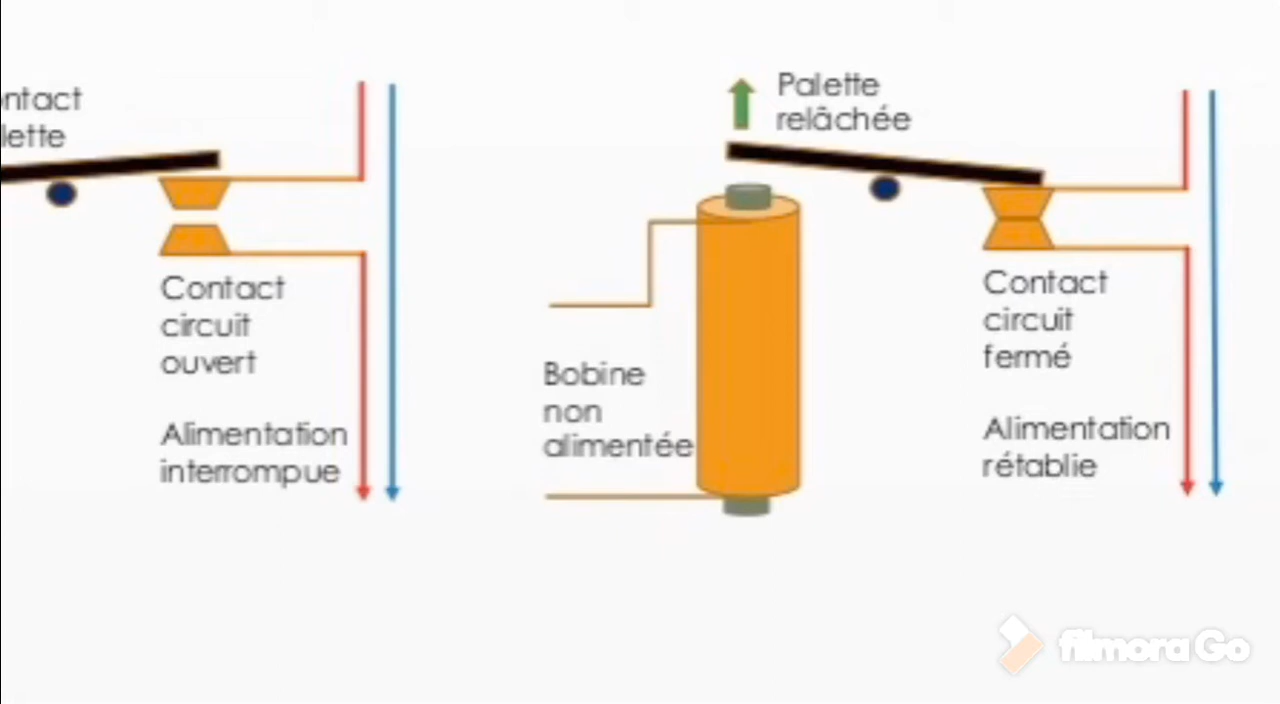 ntact
lette
Contact
circuit
ouvert
Alimentation
interrompue
Palette
relâchée
Bobine
non
alimentée
Contact
circuit
fermé
Alimentation
rétablie
filmora Go